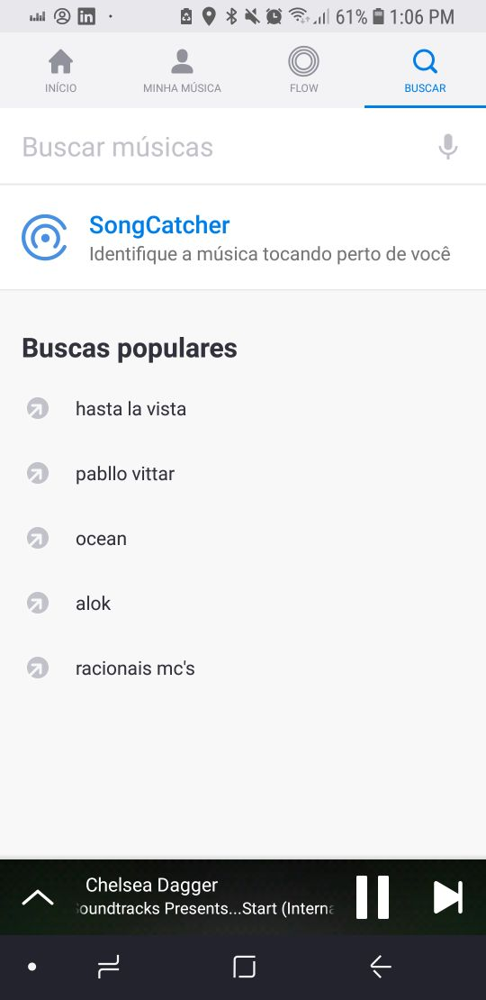 61% 1:06 PM
INÍCIO
MINHA MÚSICA
FLOW
BUSCAR
Buscar músicas
SongCatcher
Identifique a música tocando perto de você
Buscas populares
hasta la vista
pabllo vittar
ocean
alok
racionais mc's
Chelsea Dagger
oundtracks Presents...Start (Interna